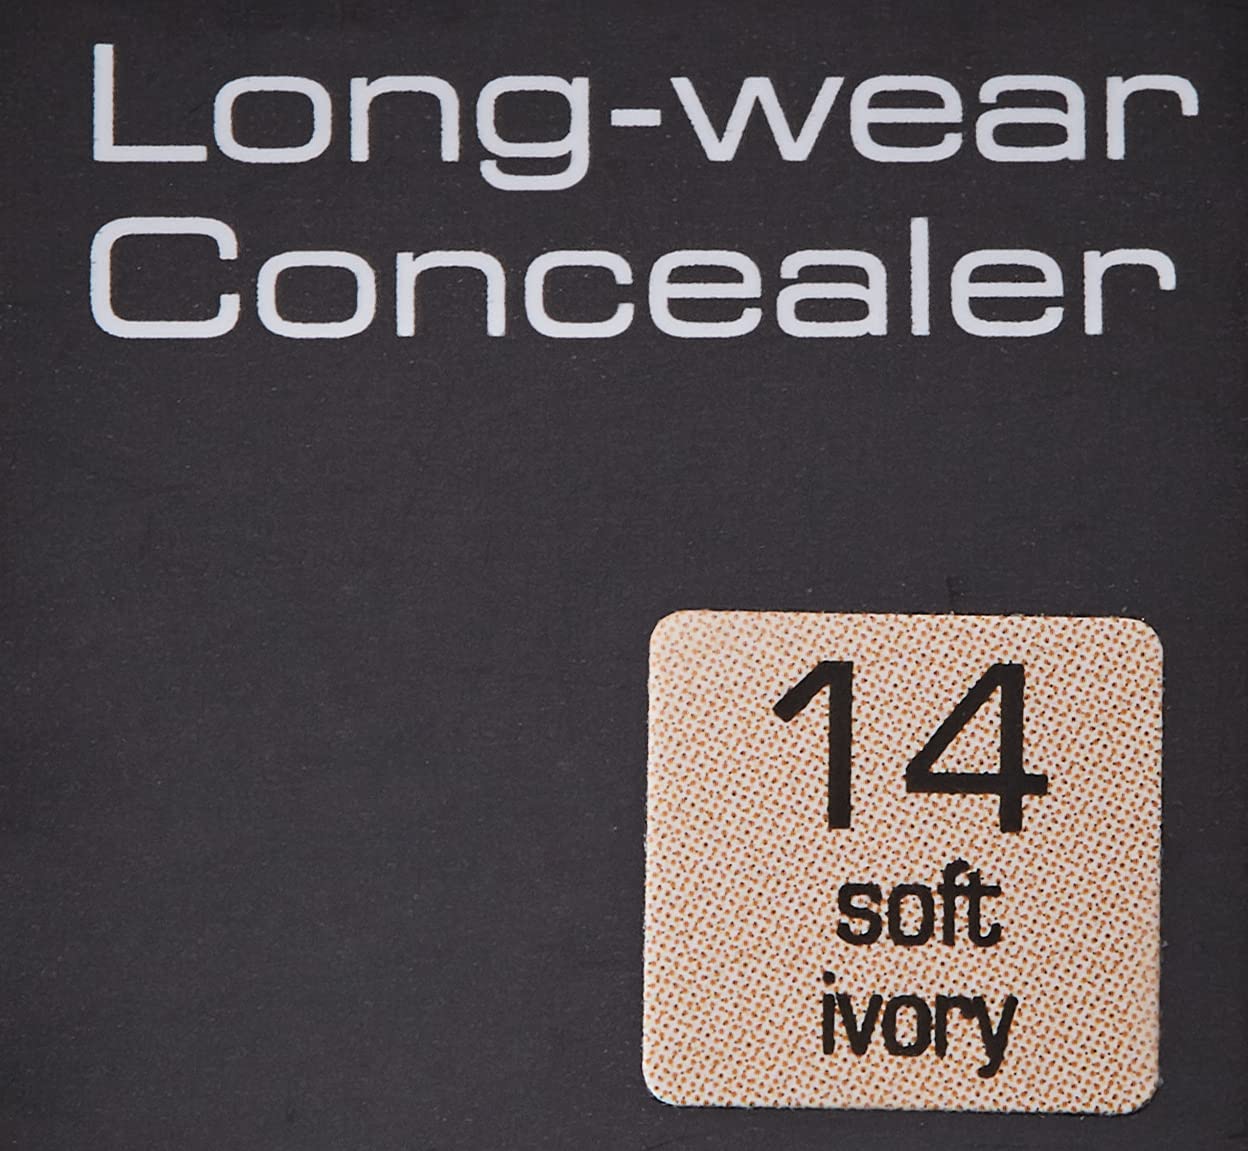 Long-wear
Concealer
14
soft
ivory